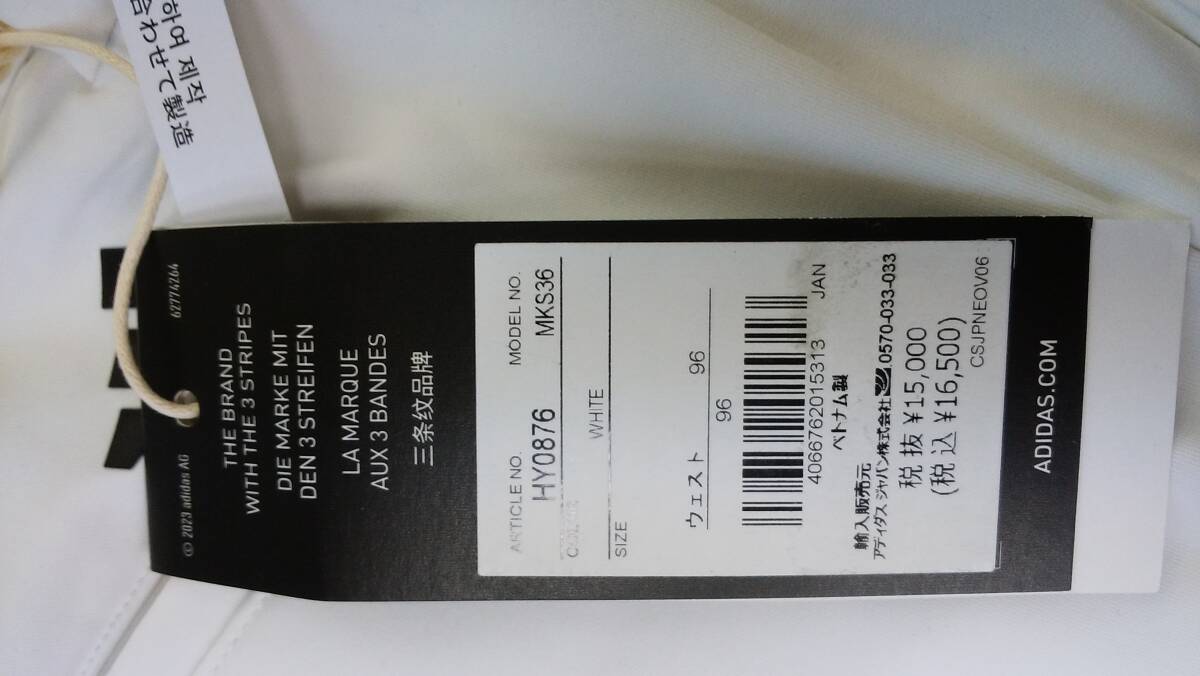 하여 제작
合わせて製造
© 2023 adidas AG
62774264
THE BRAND
WITH THE 3 STRIPES
DIE MARKE MIT
DEN 3 STREIFEN
LA MARQUE
AUX 3 BANDES
三条纹品牌
ARTICLE NO. MODEL NO.
HY0876 MKS36
WHITE
SIZE
ウェスト 96
96
4066762015313 JAN
ベトナム製
輸入販売元
アディダス ジャパン株式会社 0570-033-033
税抜 ¥15,000
(税込 ¥16,500)
CSJPNEOV06
ADIDAS.COM